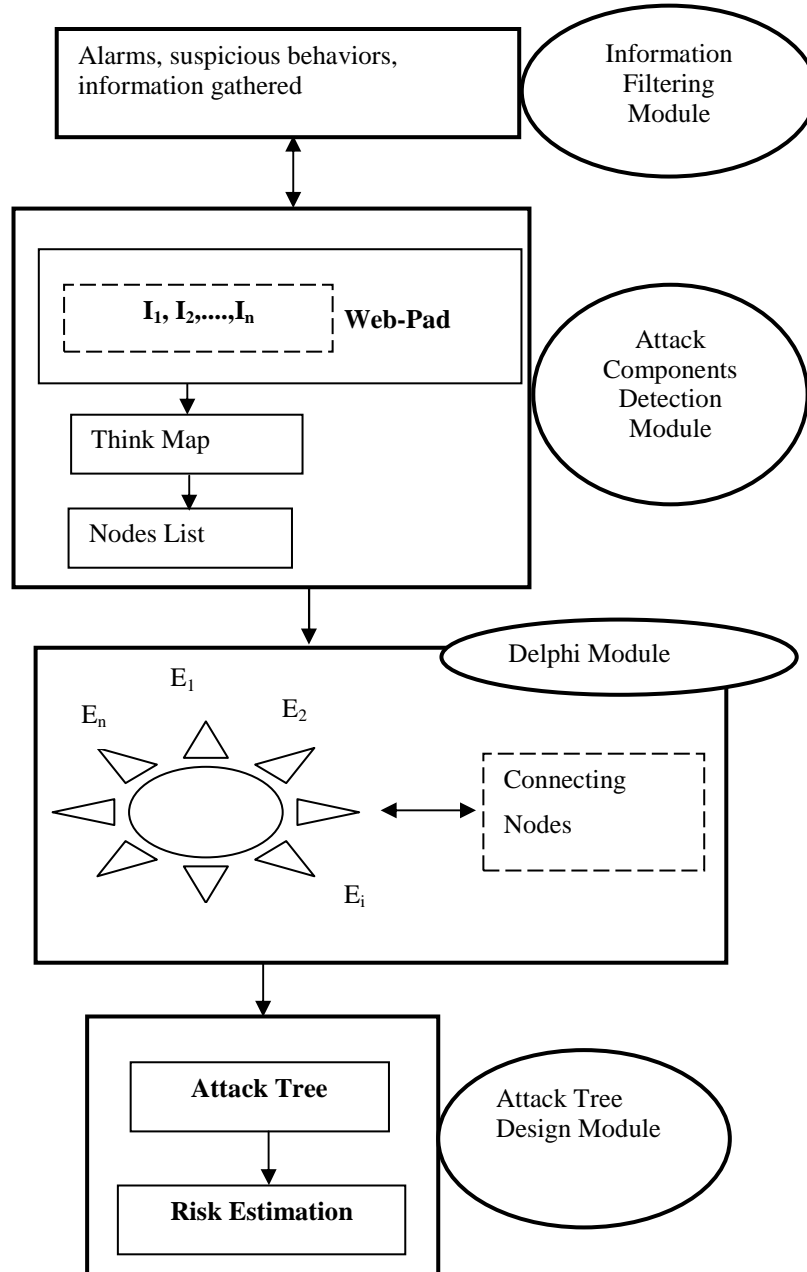 Alarms, suspicious behaviors,
information gathered
Information
Filtering
Module
I₁, I₂,....,Iₙ
Web-Pad
Think Map
Nodes List
Attack
Components
Detection
Module
Delphi Module
E₁
E₂
Eₙ
Eᵢ
Connecting
Nodes
Attack Tree
Risk Estimation
Attack Tree
Design Module